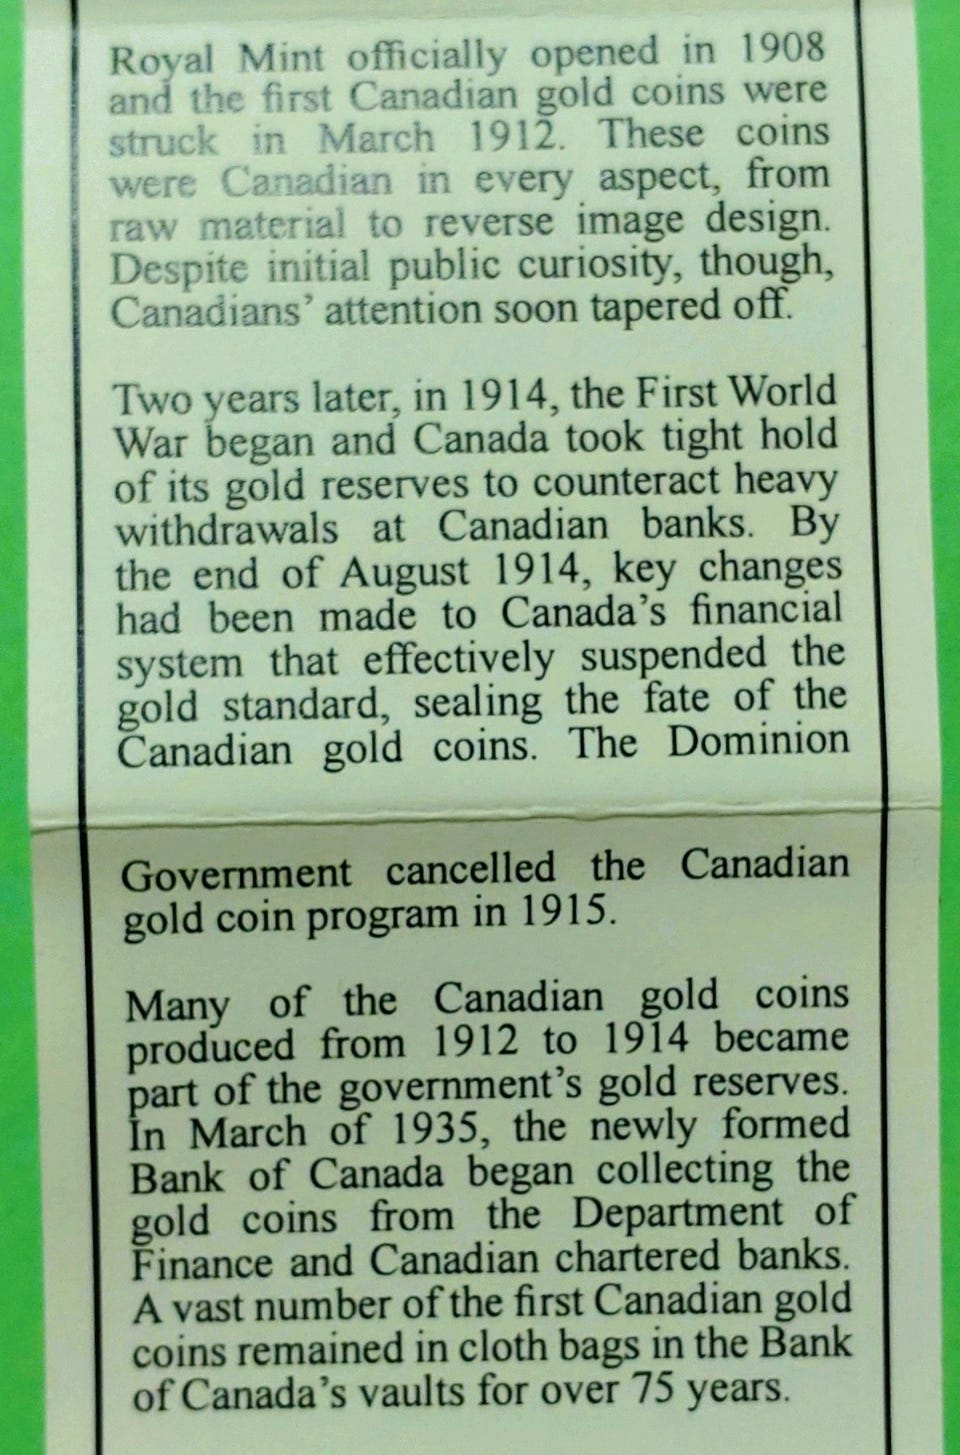 Royal Mint officially opened in 1908
and the first Canadian gold coins were
struck in March 1912. These coins
were Canadian in every aspect, from
raw material to reverse image design.
Despite initial public curiosity, though,
Canadians’ attention soon tapered off.
Two years later, in 1914, the First World
War began and Canada took tight hold
of its gold reserves to counteract heavy
withdrawals at Canadian banks. By
the end of August 1914, key changes
had been made to Canada’s financial
system that effectively suspended the
gold standard, sealing the fate of the
Canadian gold coins. The Dominion
Government cancelled the Canadian
gold coin program in 1915.
Many of the Canadian gold coins
produced from 1912 to 1914 became
part of the government’s gold reserves.
In March of 1935, the newly formed
Bank of Canada began collecting the
gold coins from the Department of
Finance and Canadian chartered banks.
A vast number of the first Canadian gold
coins remained in cloth bags in the Bank
of Canada’s vaults for over 75 years.